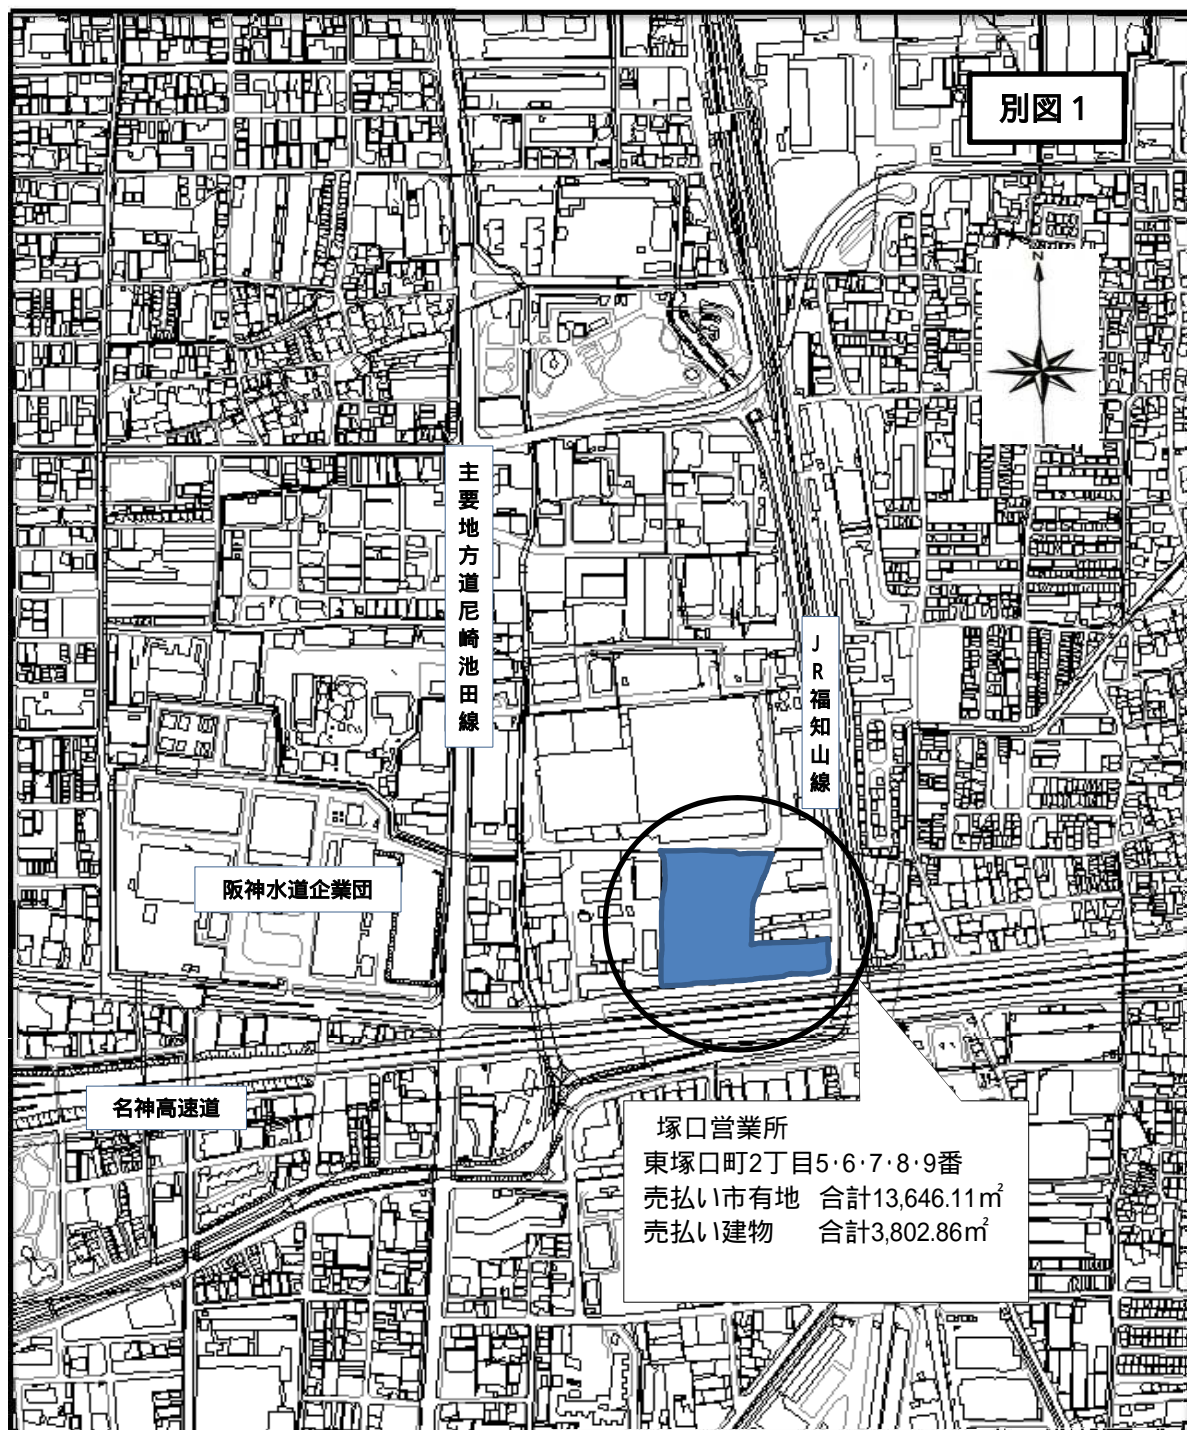 別図 1
N
主要地方道尼崎池田線
JR福知山線
阪神水道企業団
名神高速道
塚口営業所
東塚口町2丁目5・6・7・8・9番
売払い市有地 合計13,646.11㎡
売払い建物 合計3,802.86㎡